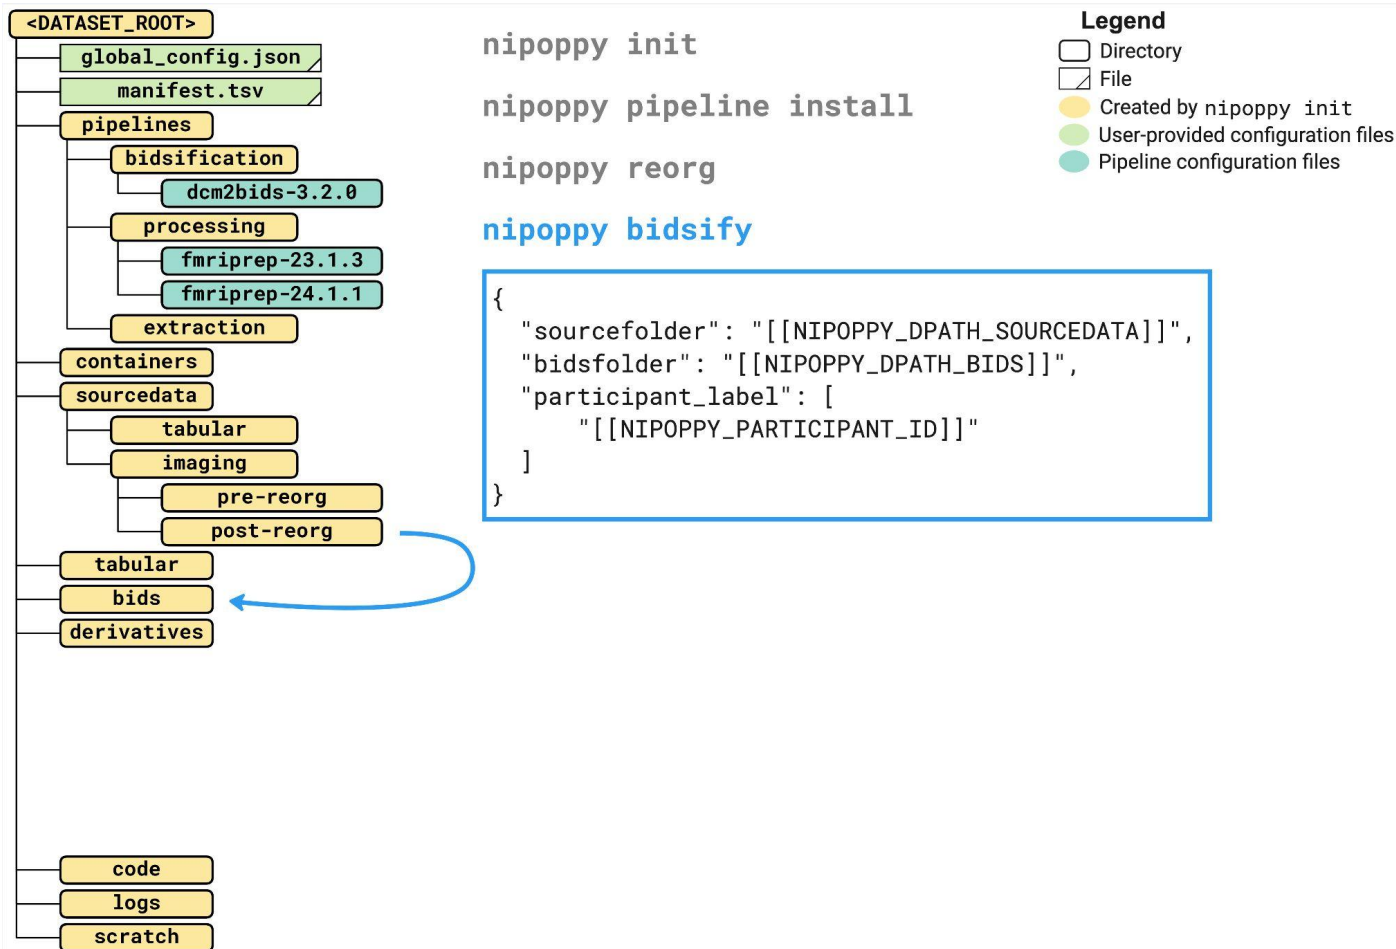 <DATASET_ROOT>
global_config.json
manifest.tsv
pipelines
bidsification
dcm2bids-3.2.0
processing
fmriprep-23.1.3
fmriprep-24.1.1
extraction
containers
sourcedata
tabular
imaging
pre-reorg
post-reorg
tabular
bids
derivatives
code
logs
scratch
nipoppy init
nipoppy pipeline install
nipoppy reorg
nipoppy bidsify
{
"sourcefolder": "[[NIPOPPY_DPATH_SOURCEDATA]]",
"bidsfolder": "[[NIPOPPY_DPATH_BIDS]]",
"participant_label": [
"[[NIPOPPY_PARTICIPANT_ID]]"
]
}
Legend
Directory
File
Created by nipoppy init
User-provided configuration files
Pipeline configuration files